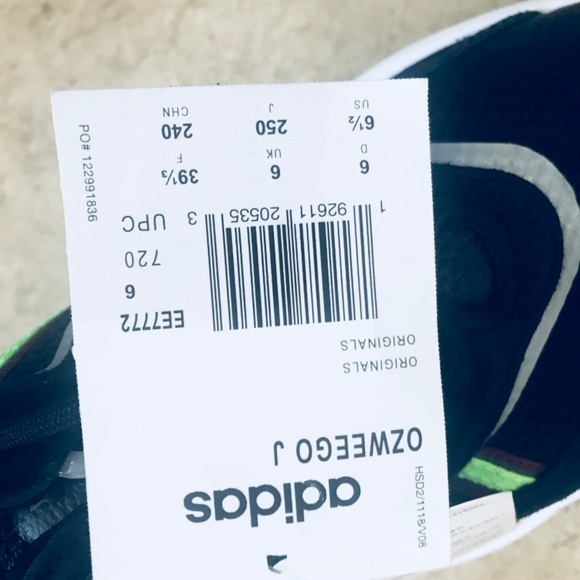 adidas
HSD2/1118/V08
OZWEEGO J
ORIGINALS
ORIGINALS
EE7772
6
720
1 92611 20535 3 UPC
6 6 39⅓
D UK F
6½ 250 240
US J CHN
PO# 122991836